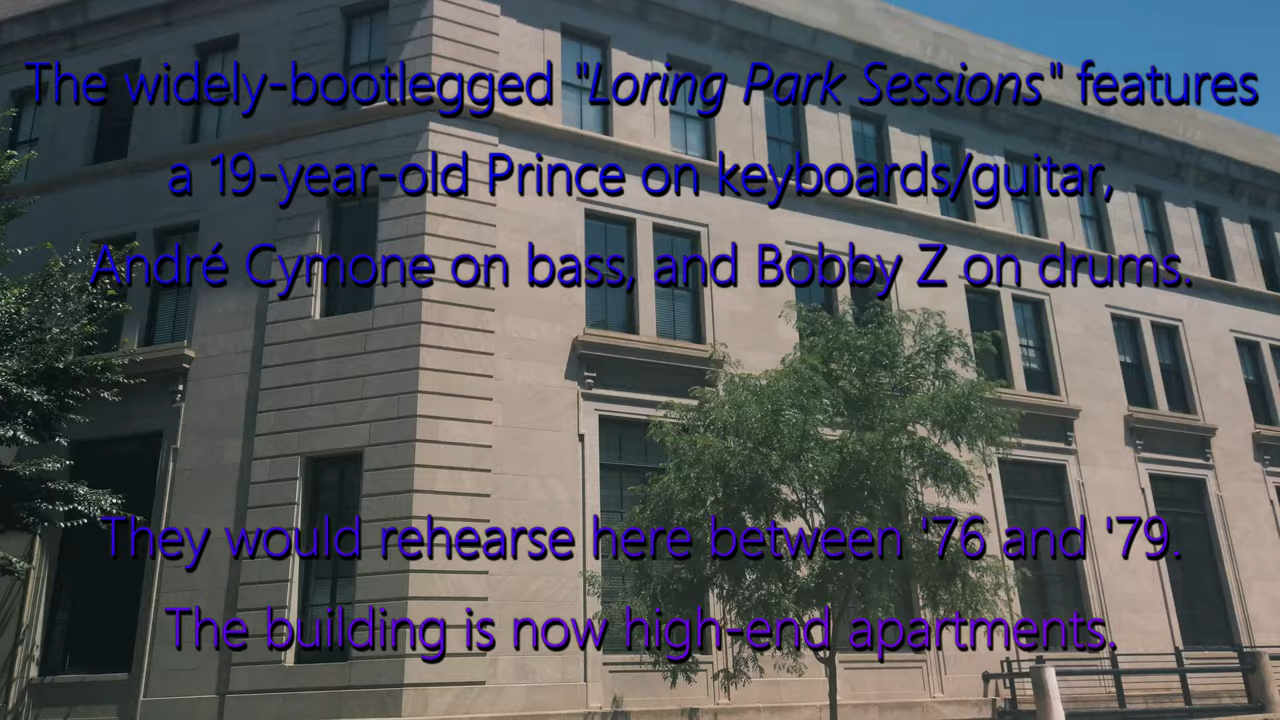 The widely-bootlegged "Loring Park Sessions" features
a 19-year-old Prince on keyboards/guitar,
André Cymone on bass, and Bobby Z on drums.
They would rehearse here between '76 and '79.
The building is now high-end apartments.